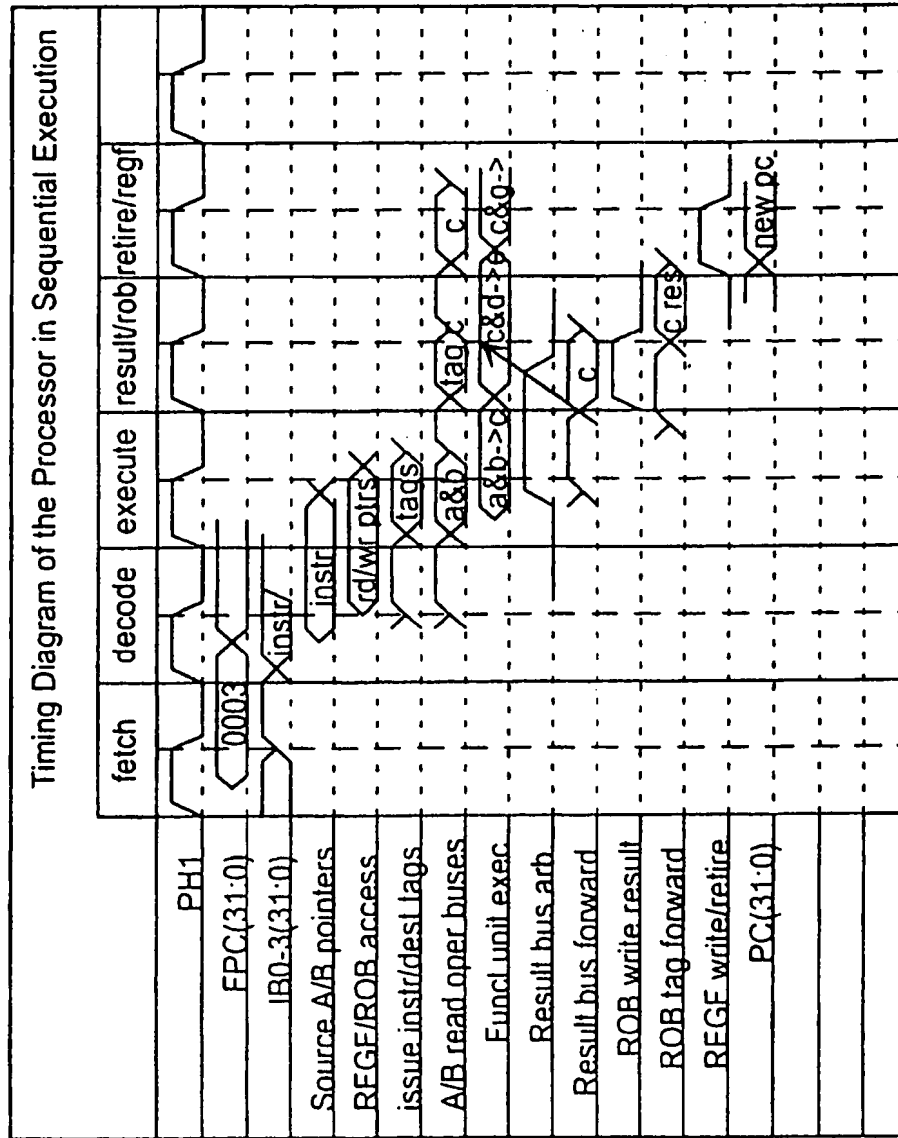 Timing Diagram of the Processor in Sequential Execution
fetch decode execute result/rob retire/regf
PH1
FPC(31:0) 0003
IB0-3(31:0) instr
Source A/B pointers instr
REGF/ROB access rd/wr ptrs
issue instr/dest tags tags
A/B read oper buses a&b tag c c
Funcl unit exec a&b->c c&d->e c&g->
Result bus arb
Result bus forward c
ROB write result
ROB tag forward c res
REGF write/retire
PC(31:0) new pc